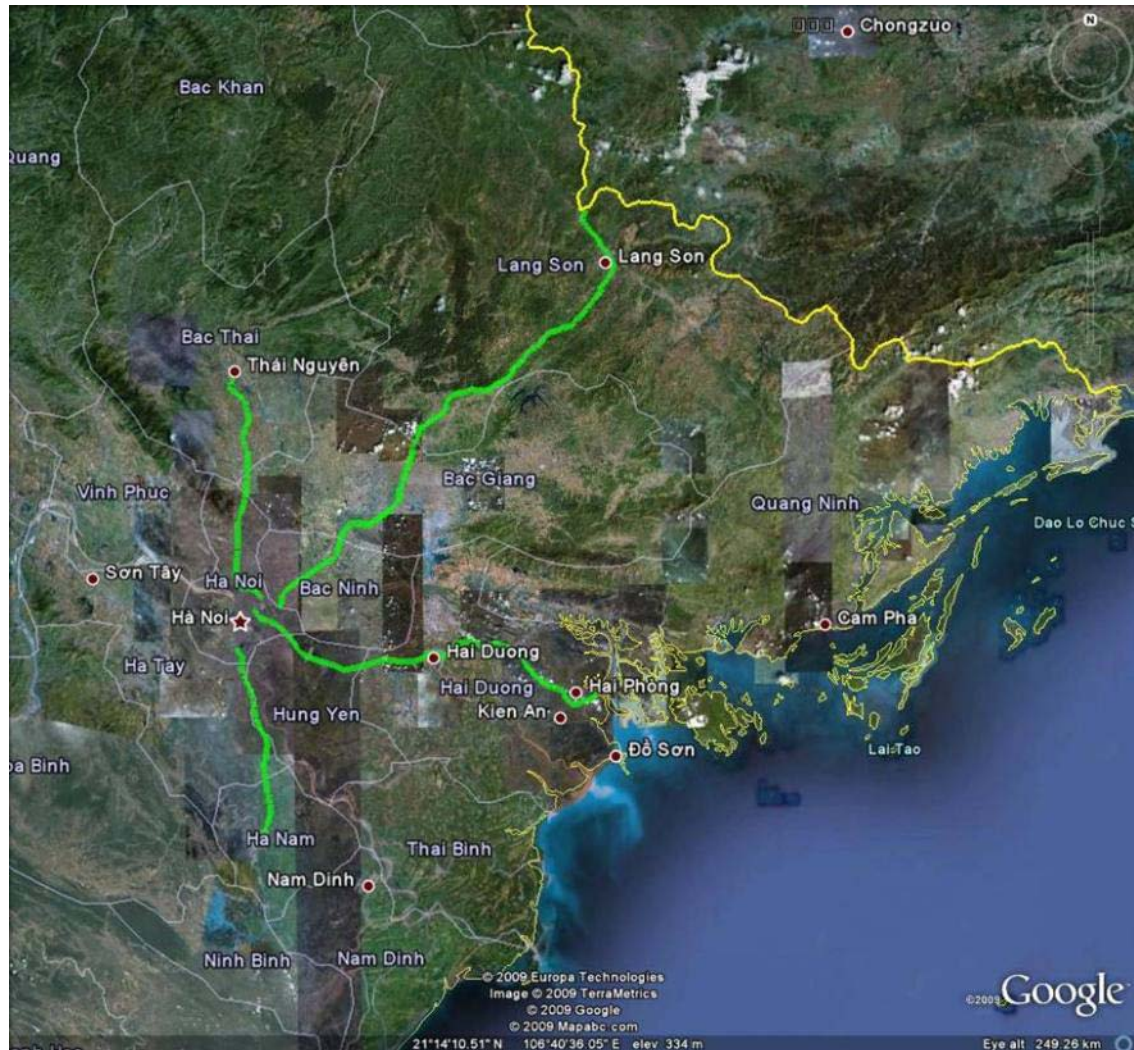 N
Chongzuo
Bac Khan
Quang
Lang Son
Lang Son
Bac Thai
Thái Nguyên
Bac Giang
Vinh Phuc
Quang Ninh
Dao Lo Chuc S
Sơn Tây
Ha Noi
Bac Ninh
Hà Noi
Cam Pha
Ha Tay
Hai Duong
Hai Duong
Hai Phòng
Hung Yen
Kien An
Đồ Sơn
Lai Tao
oa Binh
Ha Nam
Thai Binh
Nam Dinh
Ninh Binh
Nam Dinh
© 2009 Europa Technologies
Image © 2009 TerraMetrics
© 2009 Google
© 2009 Mapabc.com
©2009 Google
21°14'10.51" N 106°40'36.05" E elev 334 m
Eye alt 249.26 km